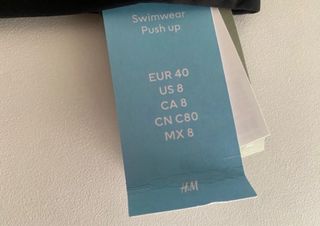 Swimwear
Push up
EUR 40
US 8
CA 8
CN C80
MX 8
H&M